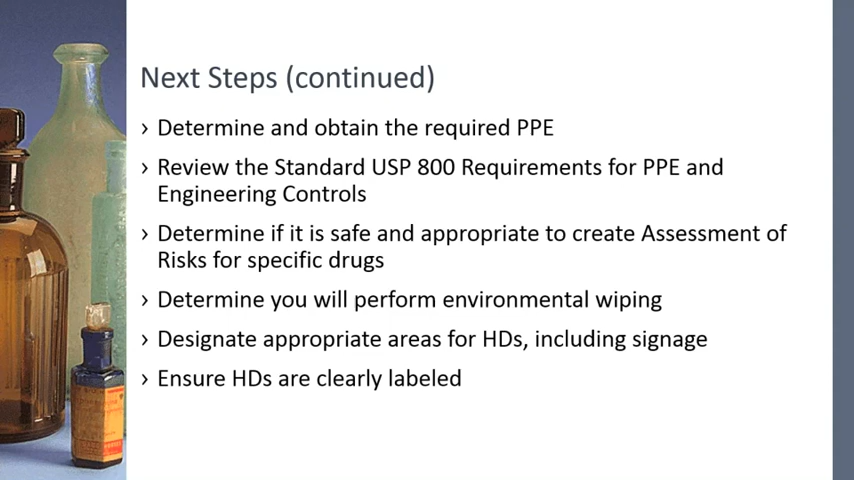 Next Steps (continued)
› Determine and obtain the required PPE
› Review the Standard USP 800 Requirements for PPE and
Engineering Controls
› Determine if it is safe and appropriate to create Assessment of
Risks for specific drugs
› Determine you will perform environmental wiping
› Designate appropriate areas for HDs, including signage
› Ensure HDs are clearly labeled